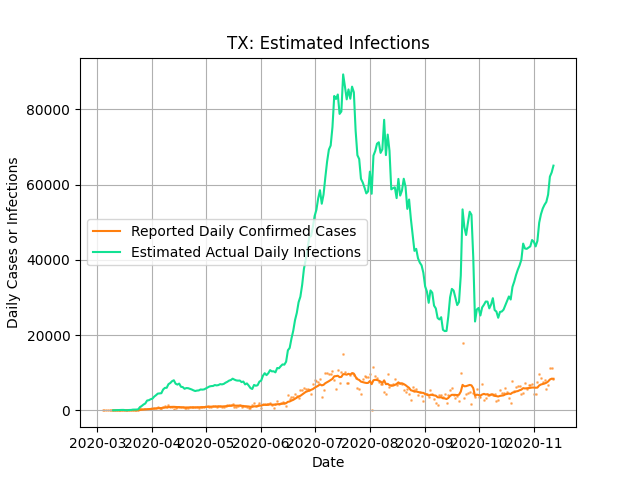 TX: Estimated Infections
Daily Cases or Infections
80000
60000
40000
20000
0
Reported Daily Confirmed Cases
Estimated Actual Daily Infections
2020-03 2020-04 2020-05 2020-06 2020-07 2020-08 2020-09 2020-10 2020-11
Date